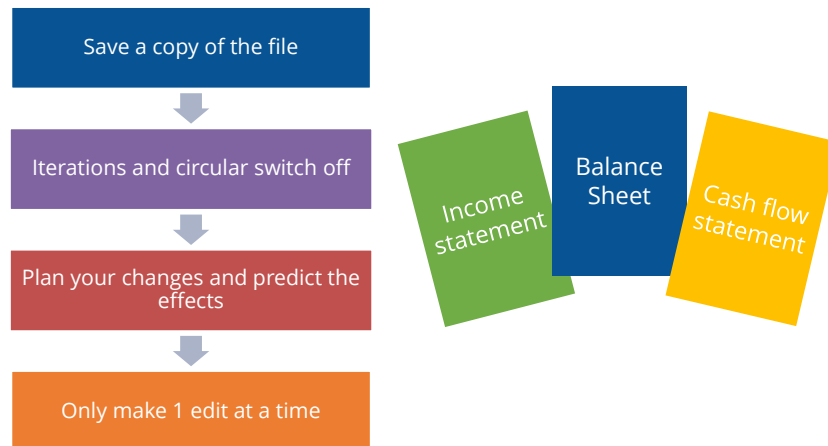 Save a copy of the file
Iterations and circular switch off
Plan your changes and predict the
effects
Only make 1 edit at a time
Income
statement
Balance
Sheet
Cash flow
statement